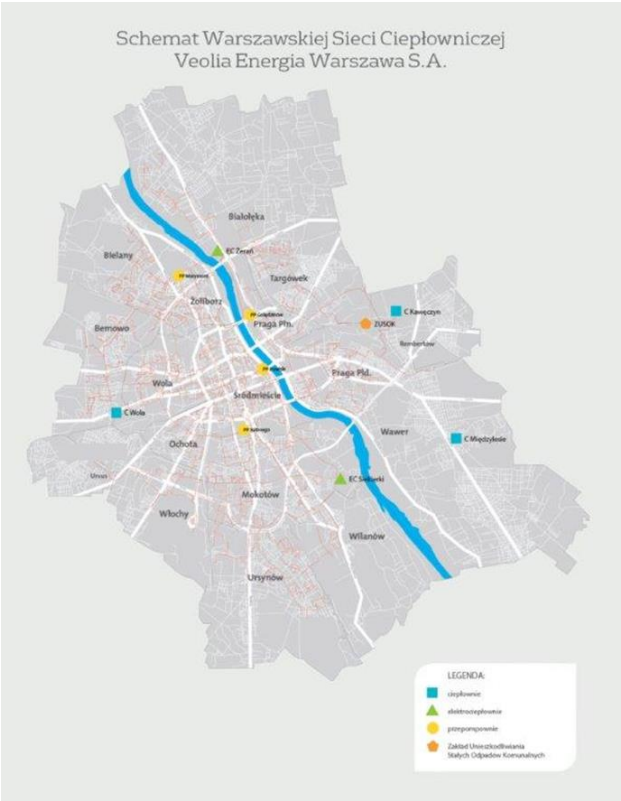 Schemat Warszawskiej Sieci Ciepłowniczej
Veolia Energia Warszawa S.A.
Białołęka
EC Żerań
Bielany
Targówek
Żoliborz
C Kawęczyn
Praga Płn.
ZUSOK
Bemowo
Rembertów
Praga Płd.
Wola
Śródmieście
C Wola
Wawer
C Międzylesie
Ochota
Ursus
EC Siekierki
Mokotów
Włochy
Wilanów
Ursynów
LEGENDA:
ciepłownie
elektrociepłownie
przepompownie
Zakład Unieszkodliwiania
Stałych Odpadów Komunalnych